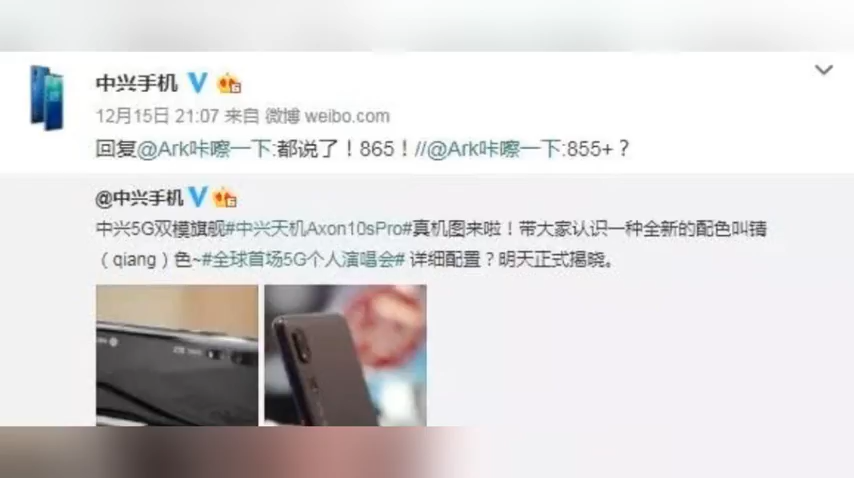 中兴手机
12月15日 21:07 来自 微博 weibo.com
回复@Ark咔嚓一下:都说了！865！//@Ark咔嚓一下:855+？
@中兴手机
中兴5G双模旗舰#中兴天机Axon10sPro#真机图来啦！带大家认识一种全新的配色叫锖
（qiang）色~#全球首场5G个人演唱会# 详细配置？明天正式揭晓。